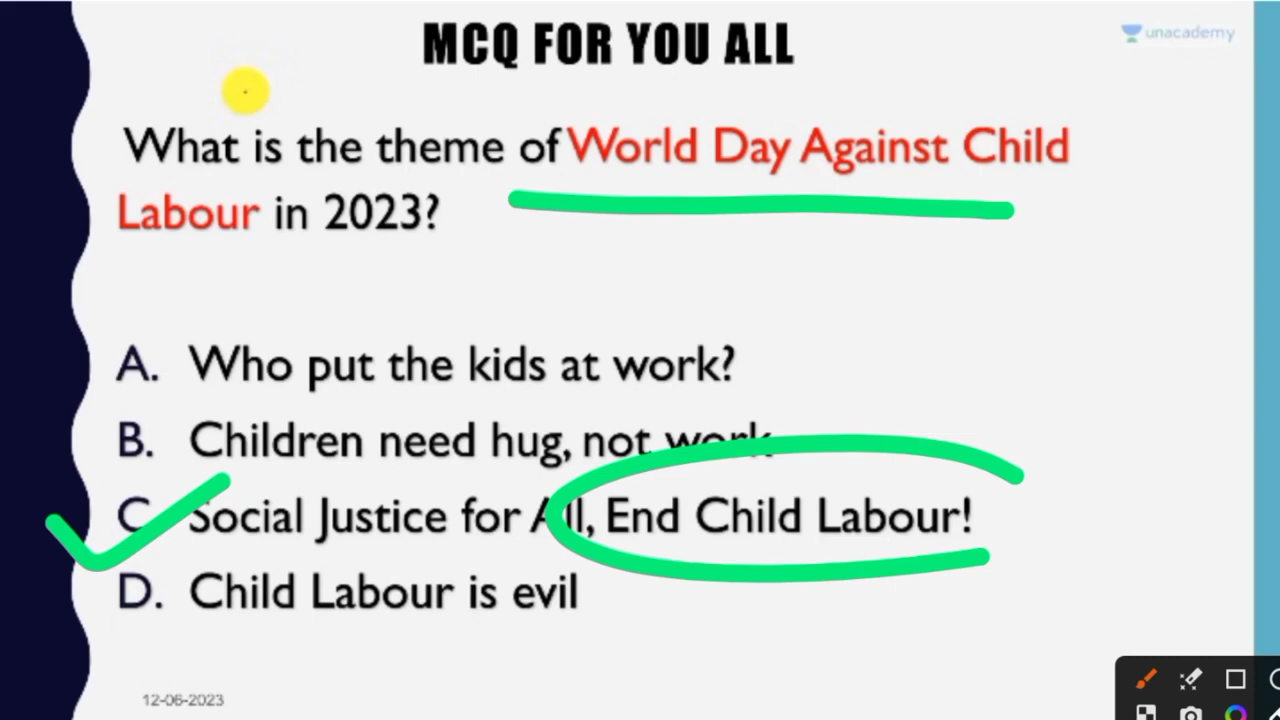 MCQ FOR YOU ALL
unacademy
What is the theme of World Day Against Child
Labour in 2023?
A. Who put the kids at work?
B. Children need hug, not work
C. Social Justice for All, End Child Labour!
D. Child Labour is evil
12-06-2023